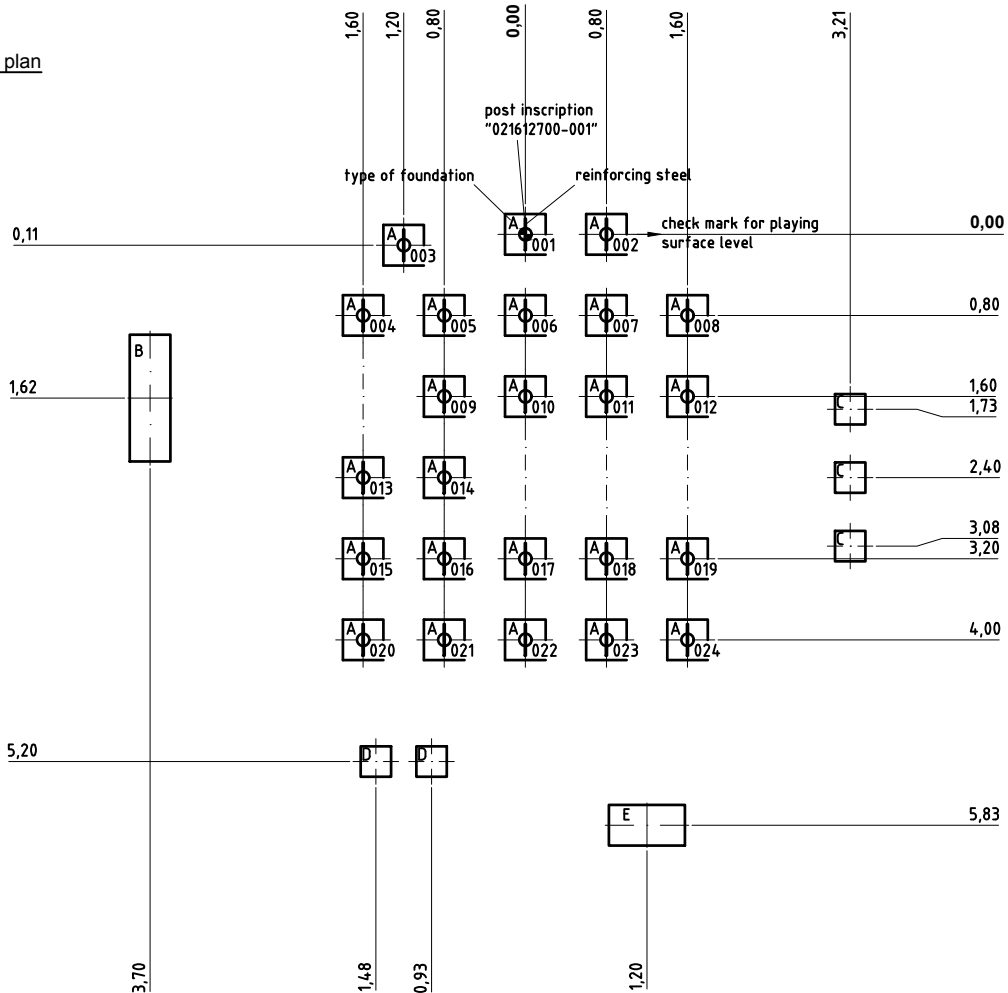 1,60
1,20
0,80
0,00
0,80
1,60
3,21
plan
post inscription
"021612700-001"
type of foundation
reinforcing steel
0,11
A
003
A
001
A
002
check mark for playing
surface level
0,00
A
004
A
005
A
006
A
007
A
008
0,80
B
1,62
A
009
A
010
A
011
A
012
1,60
C
1,73
A
013
A
014
C
2,40
C
3,08
A
015
A
016
A
017
A
018
A
019
3,20
A
020
A
021
A
022
A
023
A
024
4,00
5,20
D
D
E
5,83
3,70
1,48
0,93
1,20